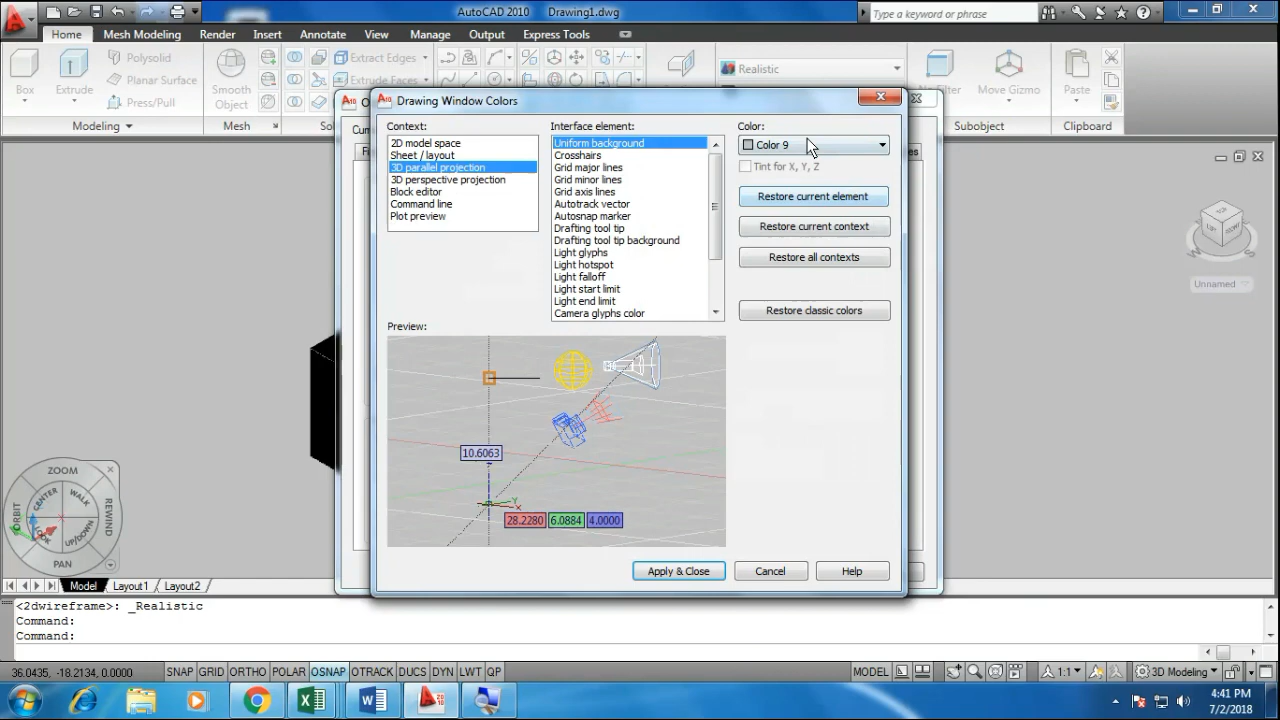 AutoCAD 2010 Drawing1.dwg
Type a keyword or phrase
Home Mesh Modeling Render Insert Annotate View Manage Output Express Tools
Polysolid
Planar Surface
Press/Pull
Box
Extrude
Smooth
Object
Extract Edges
Extrude Faces
Realistic
No Filter
Move Gizmo
Paste
Modeling
Mesh
Subobject
Clipboard
Drawing Window Colors
Context:
2D model space
Sheet / layout
3D parallel projection
3D perspective projection
Block editor
Command line
Plot preview
Interface element:
Uniform background
Crosshairs
Grid major lines
Grid minor lines
Grid axis lines
Autotrack vector
Autosnap marker
Drafting tool tip
Drafting tool tip background
Light glyphs
Light hotspot
Light falloff
Light start limit
Light end limit
Camera glyphs color
Color:
Color 9
Tint for X, Y, Z
Restore current element
Restore current context
Restore all contexts
Restore classic colors
Preview:
10.6063
Y
X
28.2280 6.0884 4.0000
Apply & Close Cancel Help
Unnamed
ZOOM
ORBIT
CENTER
WALK
LOOK
UP/DOWN
REWIND
PAN
Model Layout1 Layout2
<2dwireframe>: _Realistic
Command:
Command:
36.0435, -18.2134, 0.0000 SNAP GRID ORTHO POLAR OSNAP OTRACK DUCS DYN LWT QP MODEL 1:1 3D Modeling
4:41 PM
7/2/2018